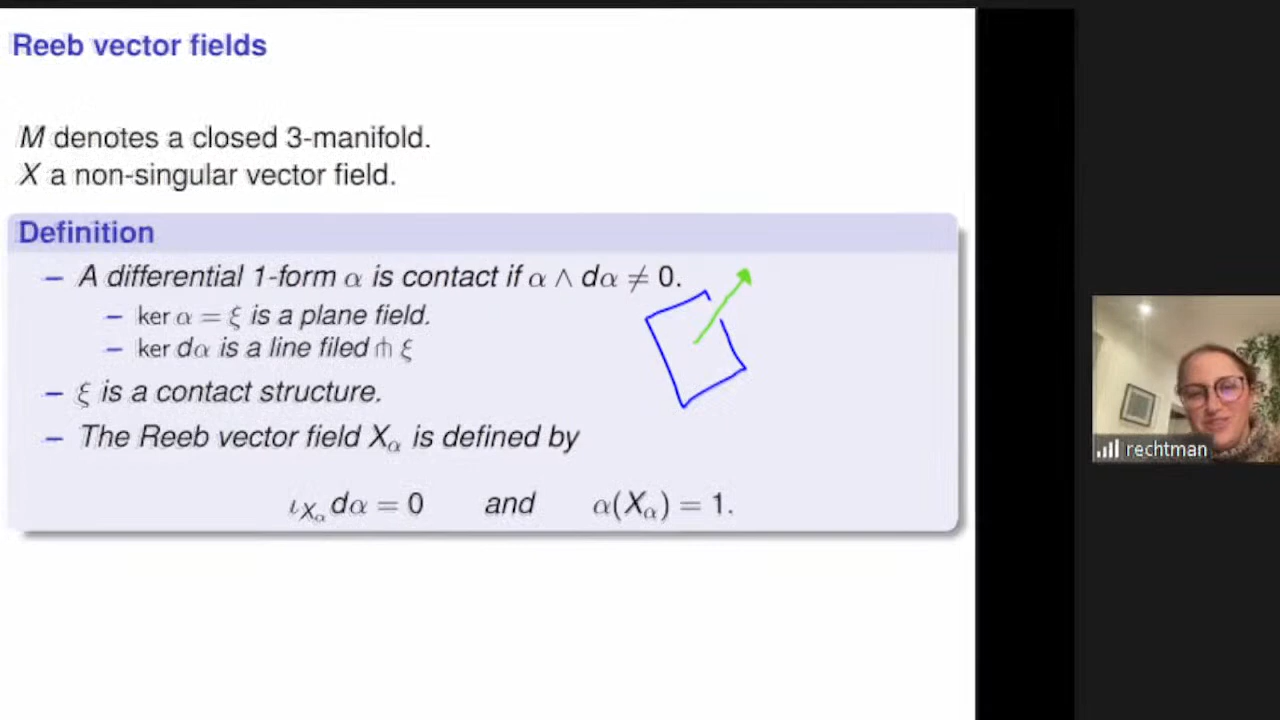 Reeb vector fields
M denotes a closed 3-manifold.
X a non-singular vector field.
Definition
– A differential 1-form α is contact if α ∧ dα ≠ 0.
– ker α = ξ is a plane field.
– ker dα is a line filed ⋔ ξ
– ξ is a contact structure.
– The Reeb vector field X_α is defined by
ι_{X_α} dα = 0 and α(X_α) = 1.
rechtman